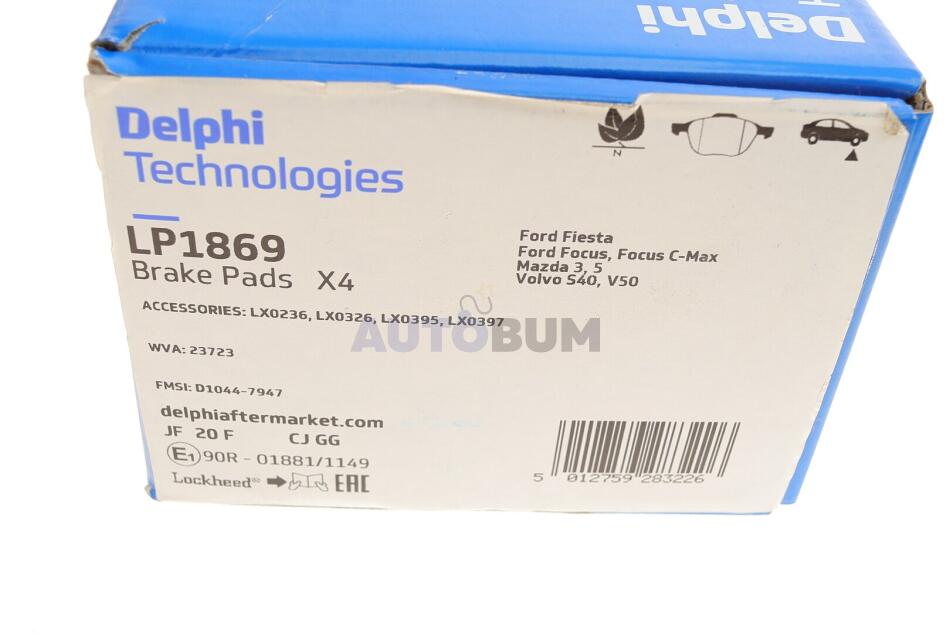 Delphi
T
Delphi
Technologies
LP1869
Brake Pads X4
ACCESSORIES: LX0236, LX0326, LX0395, LX0397
WVA: 23723
FMSI: D1044-7947
delphiaftermarket.com
JF 20 F CJ GG
E1 90R - 01881/1149
Lockheed® EAC
N
Ford Fiesta
Ford Focus, Focus C-Max
Mazda 3, 5
Volvo S40, V50
AUTOBUM
5 012759 283226